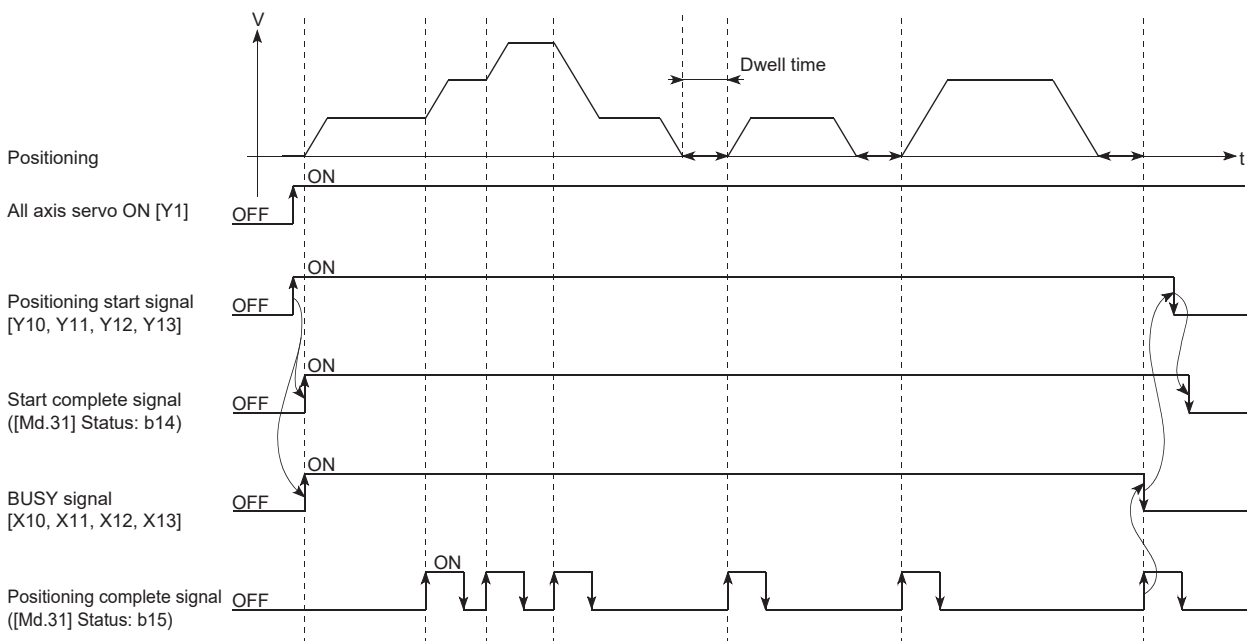 V
Dwell time
Positioning
t
ON
All axis servo ON [Y1]
OFF
ON
Positioning start signal
[Y10, Y11, Y12, Y13]
OFF
ON
Start complete signal
([Md.31] Status: b14)
OFF
ON
BUSY signal
[X10, X11, X12, X13]
OFF
ON
Positioning complete signal
([Md.31] Status: b15)
OFF